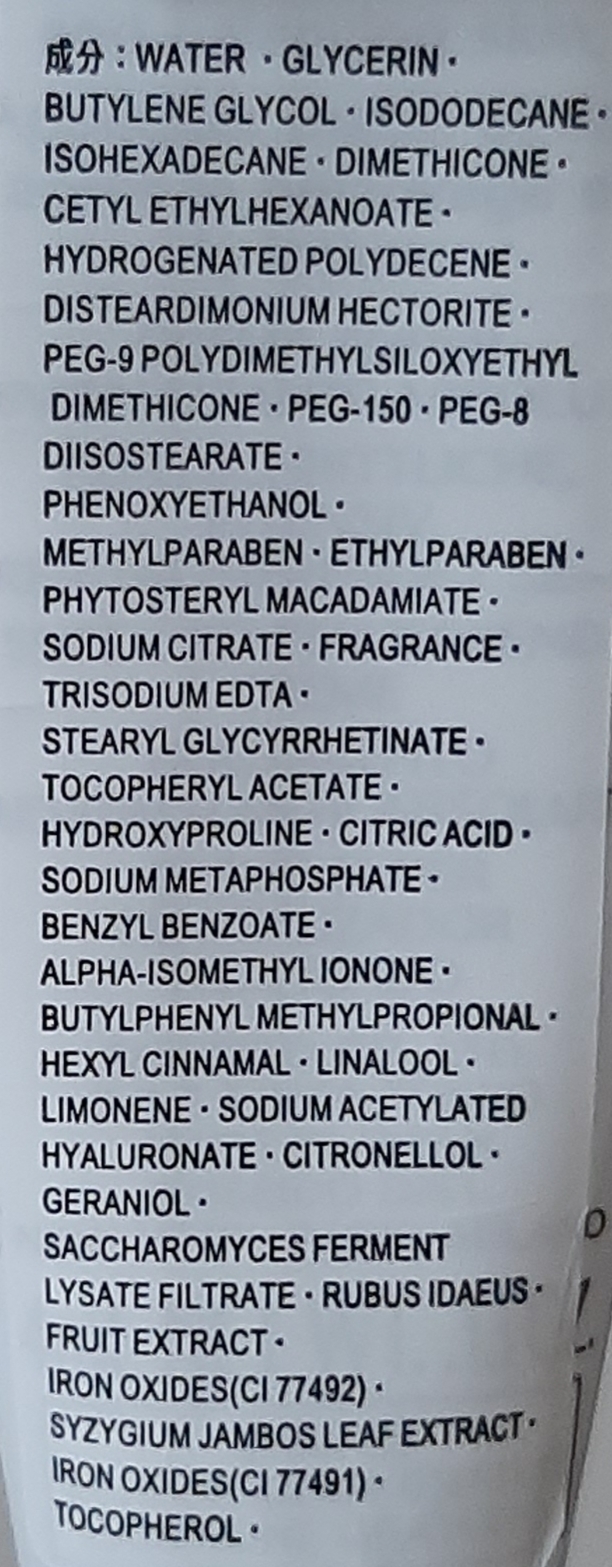 成分：WATER · GLYCERIN ·
BUTYLENE GLYCOL · ISODODECANE ·
ISOHEXADECANE · DIMETHICONE ·
CETYL ETHYLHEXANOATE ·
HYDROGENATED POLYDECENE ·
DISTEARDIMONIUM HECTORITE ·
PEG-9 POLYDIMETHYLSILOXYETHYL
DIMETHICONE · PEG-150 · PEG-8
DIISOSTEARATE ·
PHENOXYETHANOL ·
METHYLPARABEN · ETHYLPARABEN ·
PHYTOSTERYL MACADAMIATE ·
SODIUM CITRATE · FRAGRANCE ·
TRISODIUM EDTA ·
STEARYL GLYCYRRHETINATE ·
TOCOPHERYL ACETATE ·
HYDROXYPROLINE · CITRIC ACID ·
SODIUM METAPHOSPHATE ·
BENZYL BENZOATE ·
ALPHA-ISOMETHYL IONONE ·
BUTYLPHENYL METHYLPROPIONAL ·
HEXYL CINNAMAL · LINALOOL ·
LIMONENE · SODIUM ACETYLATED
HYALURONATE · CITRONELLOL ·
GERANIOL ·
SACCHAROMYCES FERMENT
LYSATE FILTRATE · RUBUS IDAEUS ·
FRUIT EXTRACT ·
IRON OXIDES(CI 77492) ·
SYZYGIUM JAMBOS LEAF EXTRACT ·
IRON OXIDES(CI 77491) ·
TOCOPHEROL ·